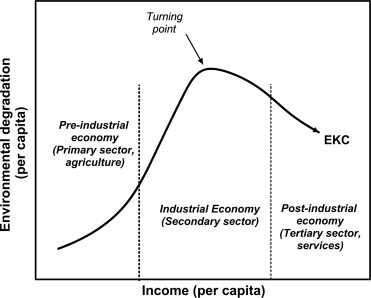 Turning
point
Environmental degradation
(per capita)
Pre-industrial
economy
(Primary sector,
agriculture)
EKC
Industrial Economy
(Secondary sector)
Post-industrial
economy
(Tertiary sector,
services)
Income (per capita)